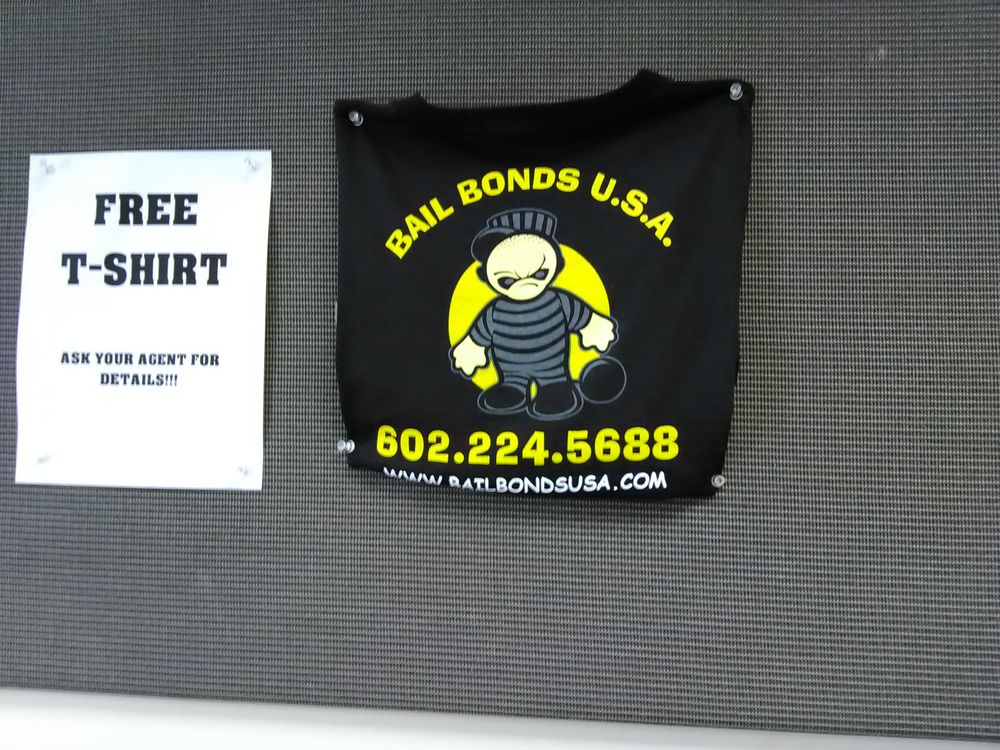 FREE
T-SHIRT
ASK YOUR AGENT FOR
DETAILS!!!
BAIL BONDS U.S.A.
602.224.5688
WWW.BAILBONDSUSA.COM